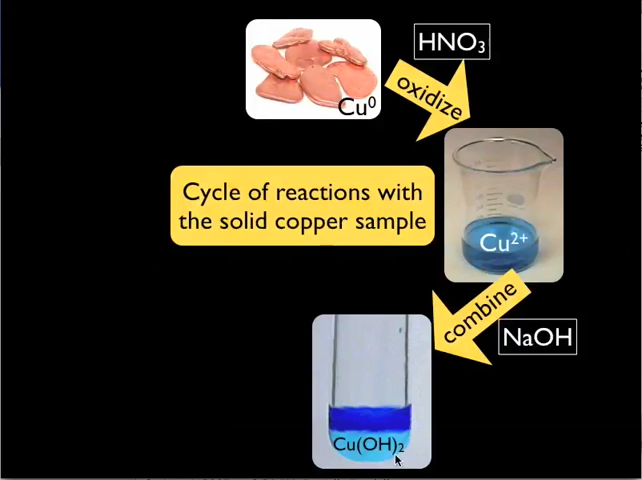 HNO₃
Cu⁰
oxidize
Cycle of reactions with
the solid copper sample
Cu²⁺
combine
NaOH
Cu(OH)₂